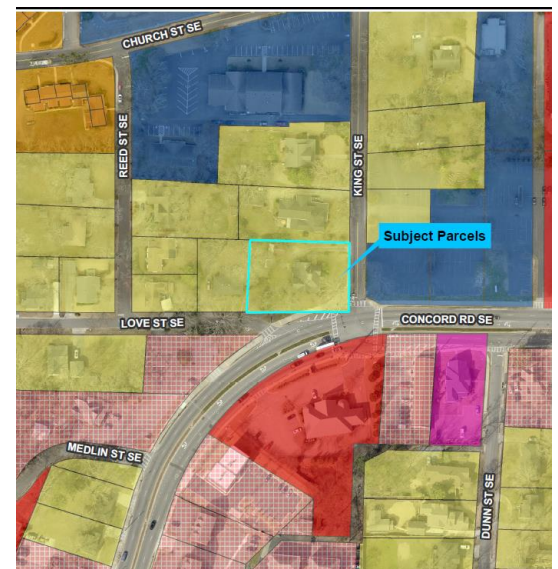 CHURCH ST SE
REED ST SE
KING ST SE
Subject Parcels
LOVE ST SE
CONCORD RD SE
MEDLIN ST SE
DUNN ST SE